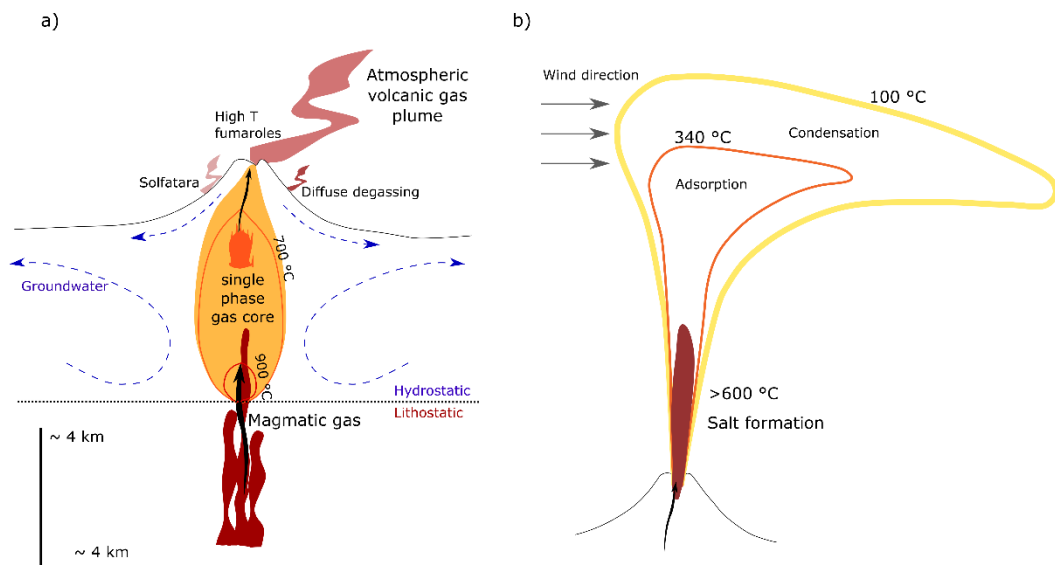 a)
Atmospheric
volcanic gas
plume
High T
fumaroles
Solfatara
Diffuse degassing
700 °C
single
phase
gas core
Groundwater
900 °C
Hydrostatic
Lithostatic
Magmatic gas
~ 4 km
~ 4 km
b)
Wind direction
100 °C
Condensation
340 °C
Adsorption
>600 °C
Salt formation